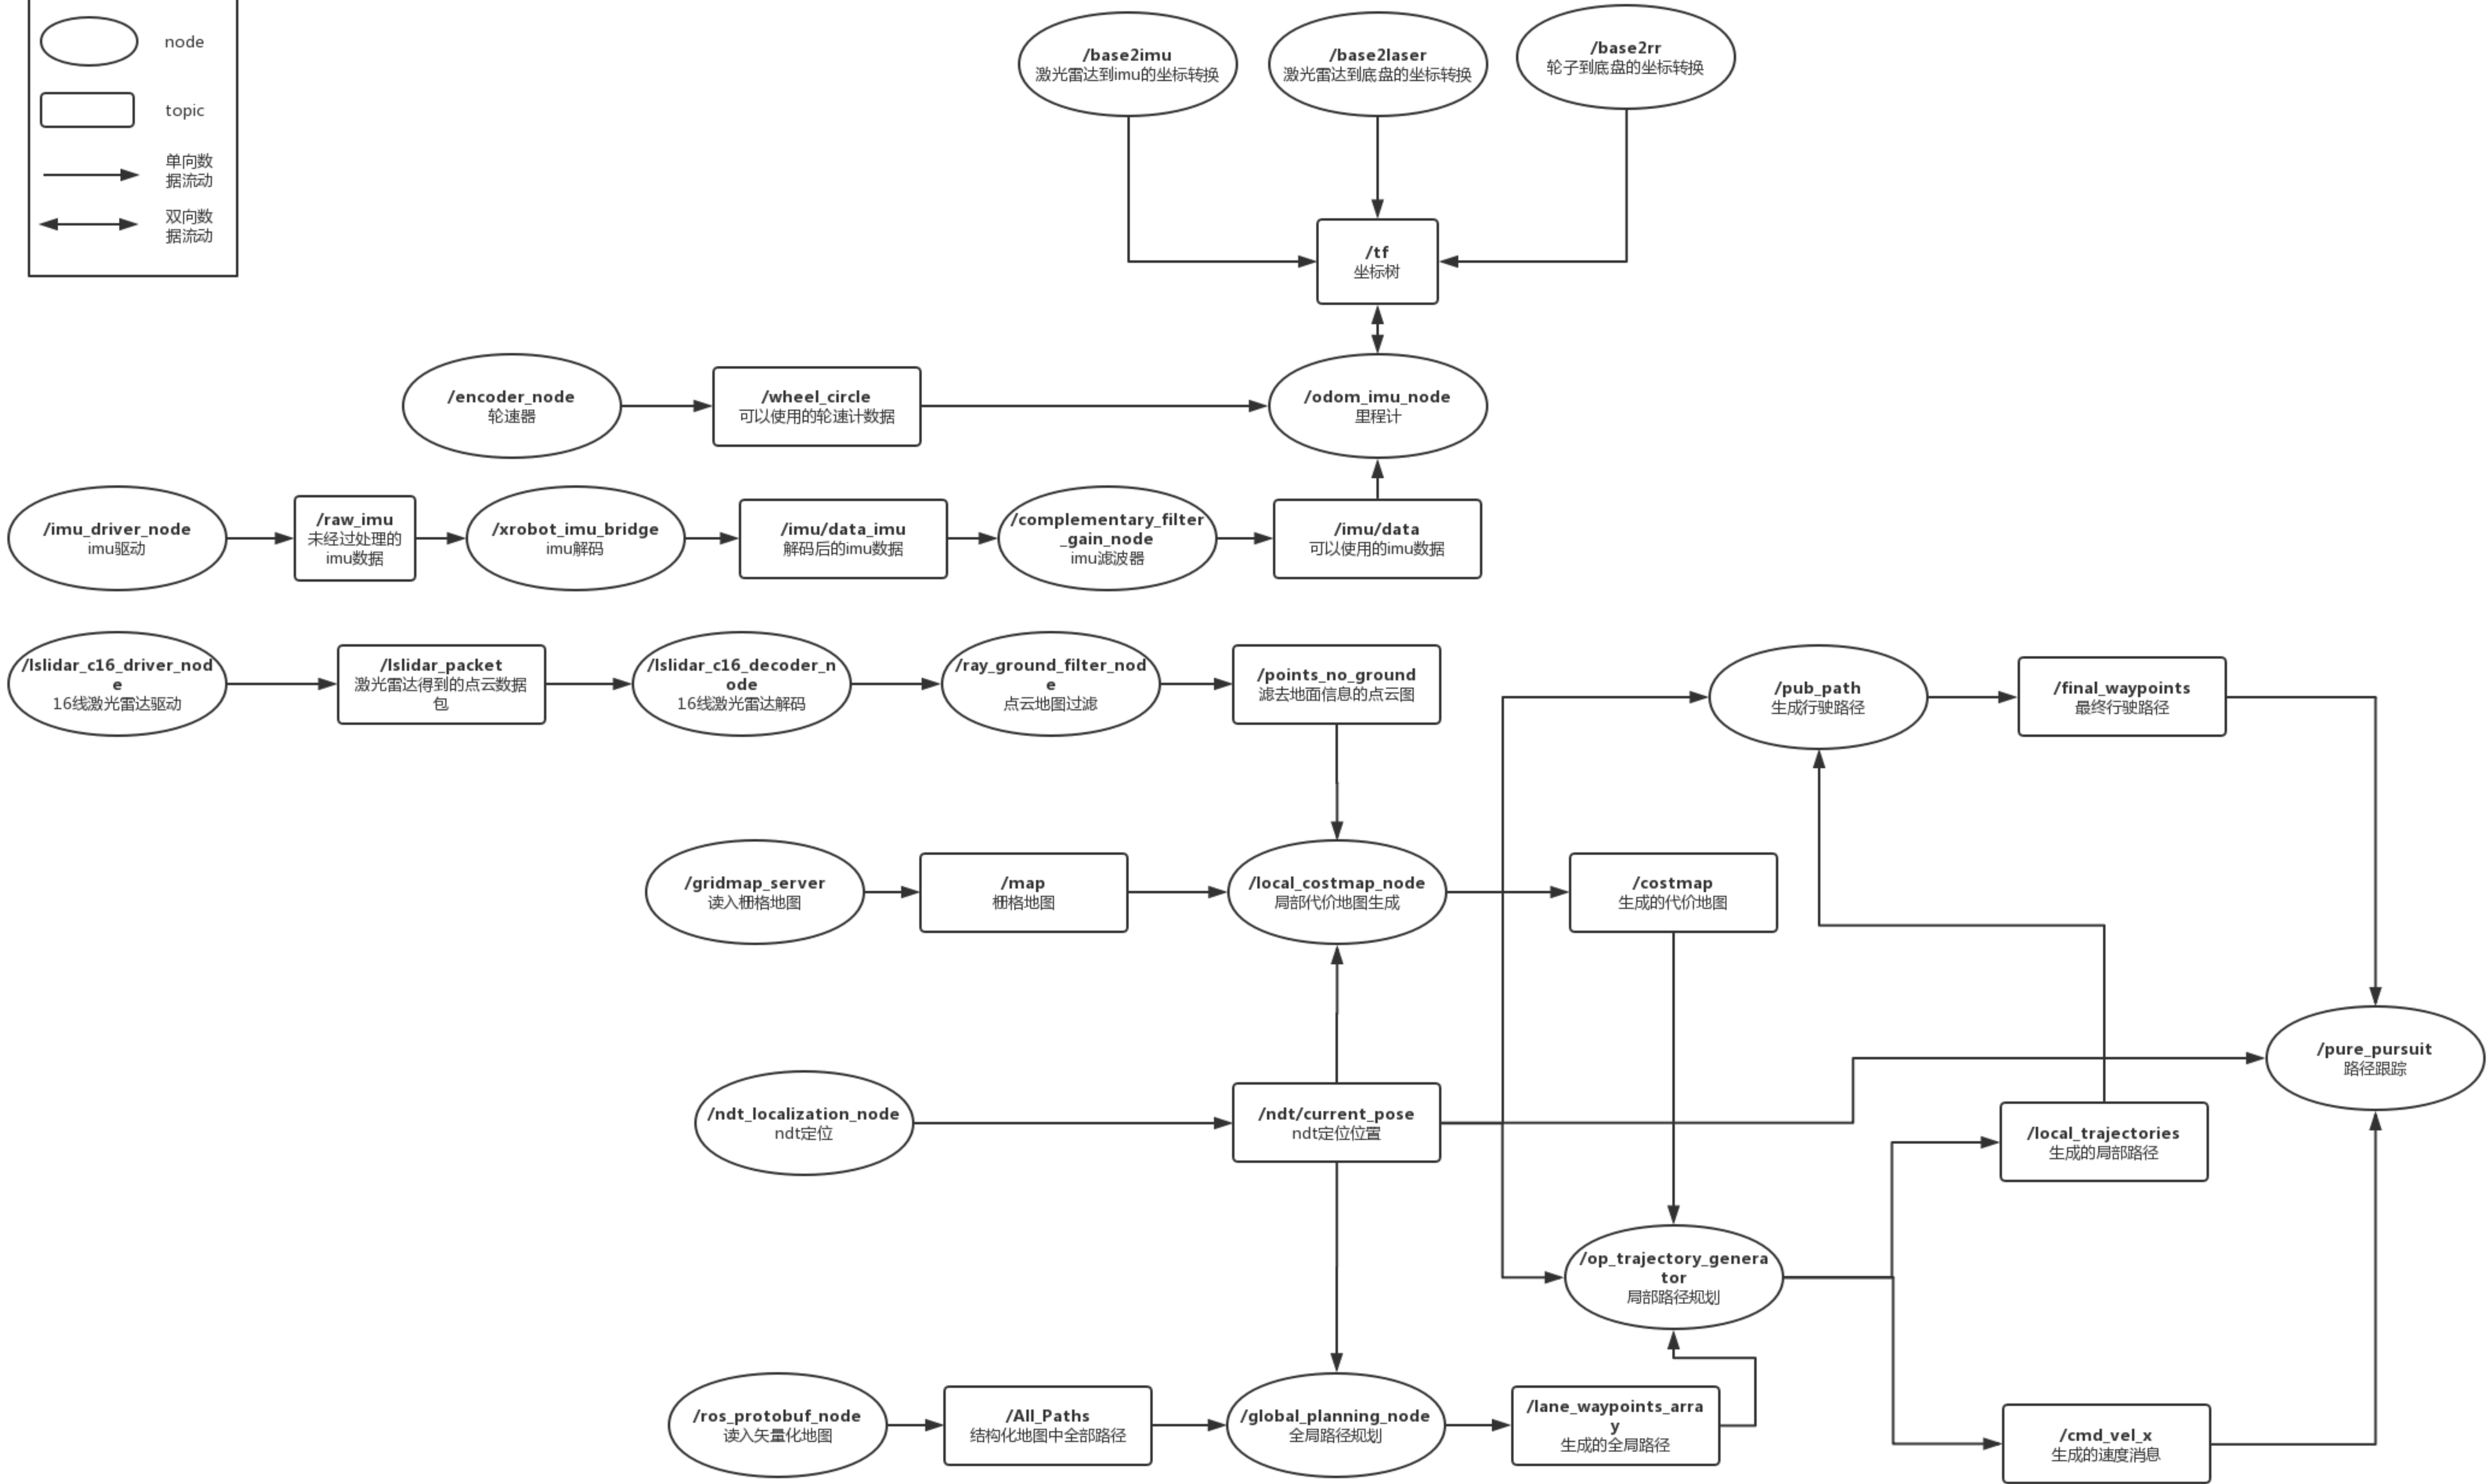 node
topic
单向数
据流动
双向数
据流动
/base2imu
激光雷达到imu的坐标转换
/base2laser
激光雷达到底盘的坐标转换
/base2rr
轮子到底盘的坐标转换
/tf
坐标树
/encoder_node
轮速器
/wheel_circle
可以使用的轮速计数据
/odom_imu_node
里程计
/imu_driver_node
imu驱动
/raw_imu
未经过处理的
imu数据
/xrobot_imu_bridge
imu解码
/imu/data_imu
解码后的imu数据
/complementary_filter
_gain_node
imu滤波器
/imu/data
可以使用的imu数据
/lslidar_c16_driver_nod
e
16线激光雷达驱动
/lslidar_packet
激光雷达得到的点云数据
包
/lslidar_c16_decoder_n
ode
16线激光雷达解码
/ray_ground_filter_nod
e
点云地图过滤
/points_no_ground
滤去地面信息的点云图
/pub_path
生成行驶路径
/final_waypoints
最终行驶路径
/gridmap_server
读入栅格地图
/map
栅格地图
/local_costmap_node
局部代价地图生成
/costmap
生成的代价地图
/pure_pursuit
路径跟踪
/ndt_localization_node
ndt定位
/ndt/current_pose
ndt定位位置
/local_trajectories
生成的局部路径
/op_trajectory_genera
tor
局部路径规划
/ros_protobuf_node
读入矢量化地图
/All_Paths
结构化地图中全部路径
/global_planning_node
全局路径规划
/lane_waypoints_arra
y
生成的全局路径
/cmd_vel_x
生成的速度消息